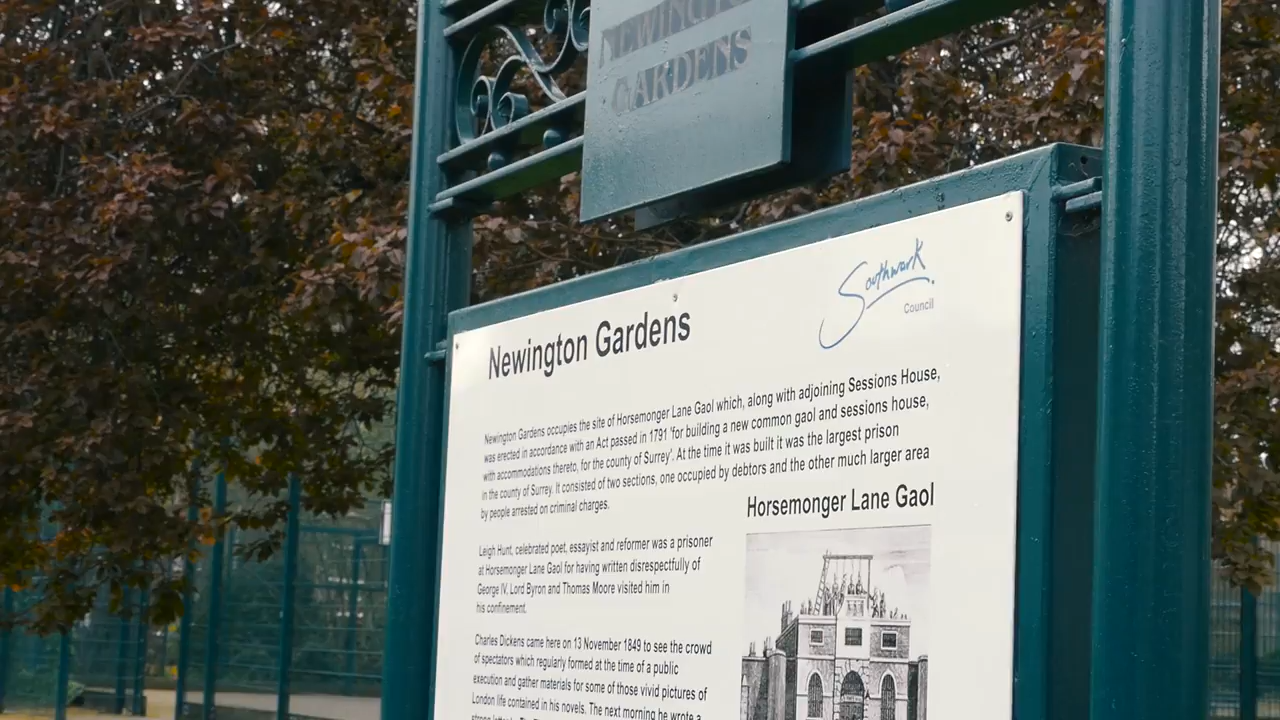 NEWINGTON
GARDENS
Southwark
Council
Newington Gardens
Newington Gardens occupies the site of Horsemonger Lane Gaol which, along with adjoining Sessions House,
was erected in accordance with an Act passed in 1791 'for building a new common gaol and sessions house,
with accommodations thereto, for the county of Surrey'. At the time it was built it was the largest prison
in the county of Surrey. It consisted of two sections, one occupied by debtors and the other much larger area
by people arrested on criminal charges.
Horsemonger Lane Gaol
Leigh Hunt, celebrated poet, essayist and reformer was a prisoner
at Horsemonger Lane Gaol for having written disrespectfully of
George IV, Lord Byron and Thomas Moore visited him in
his confinement.
Charles Dickens came here on 13 November 1849 to see the crowd
of spectators which regularly formed at the time of a public
execution and gather materials for some of those vivid pictures of
London life contained in his novels. The next morning he wrote a